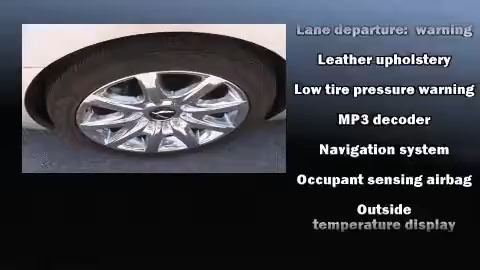 Lane departure: warning
Leather upholstery
Low tire pressure warning
MP3 decoder
Navigation system
Occupant sensing airbag
Outside
temperature display